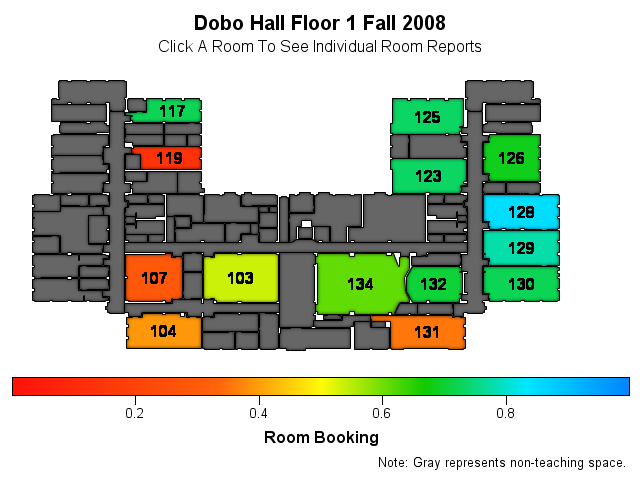 Dobo Hall Floor 1 Fall 2008
Click A Room To See Individual Room Reports
117
125
119
126
123
128
129
107
103
134
132
130
104
131
0.2 0.4 0.6 0.8
Room Booking
Note: Gray represents non-teaching space.